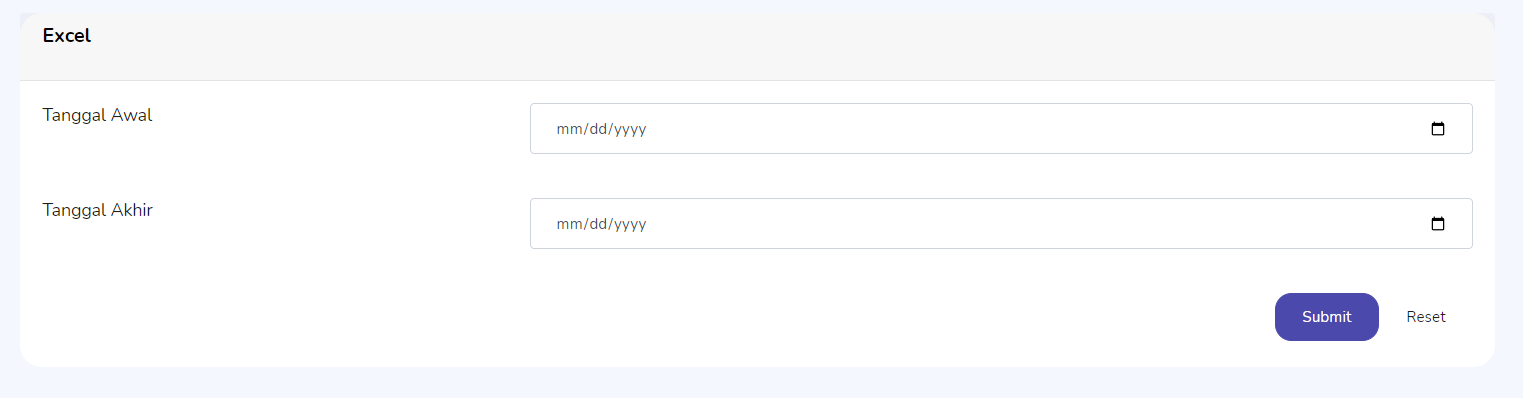 Excel
Tanggal Awal
mm/dd/yyyy
Tanggal Akhir
mm/dd/yyyy
Submit
Reset